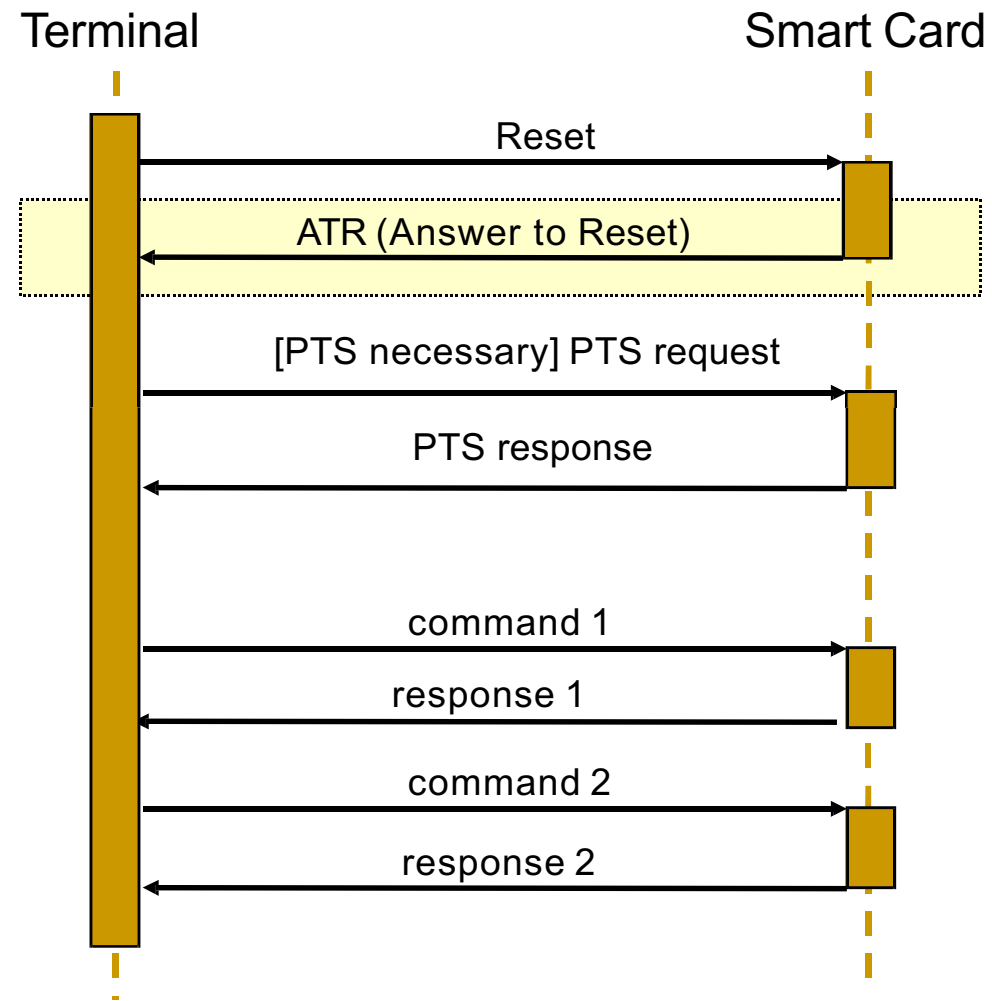 Terminal
Smart Card
Reset
ATR (Answer to Reset)
[PTS necessary] PTS request
PTS response
command 1
response 1
command 2
response 2